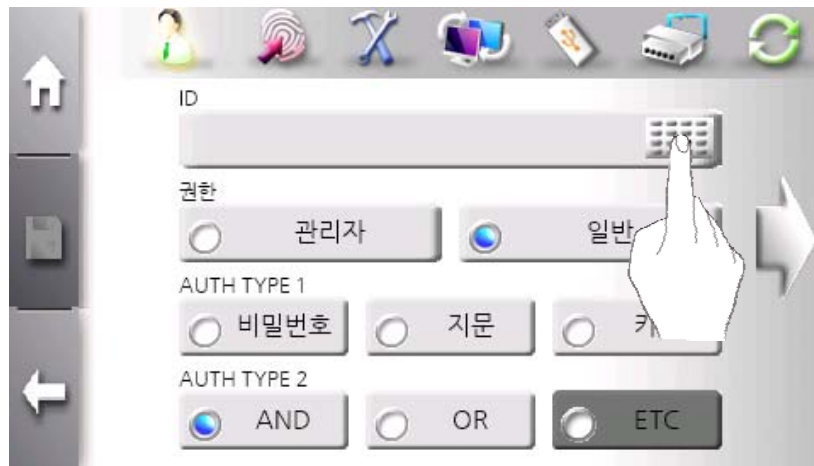 ID
권한
관리자 일반
AUTH TYPE 1
비밀번호 지문
AUTH TYPE 2
AND OR ETC